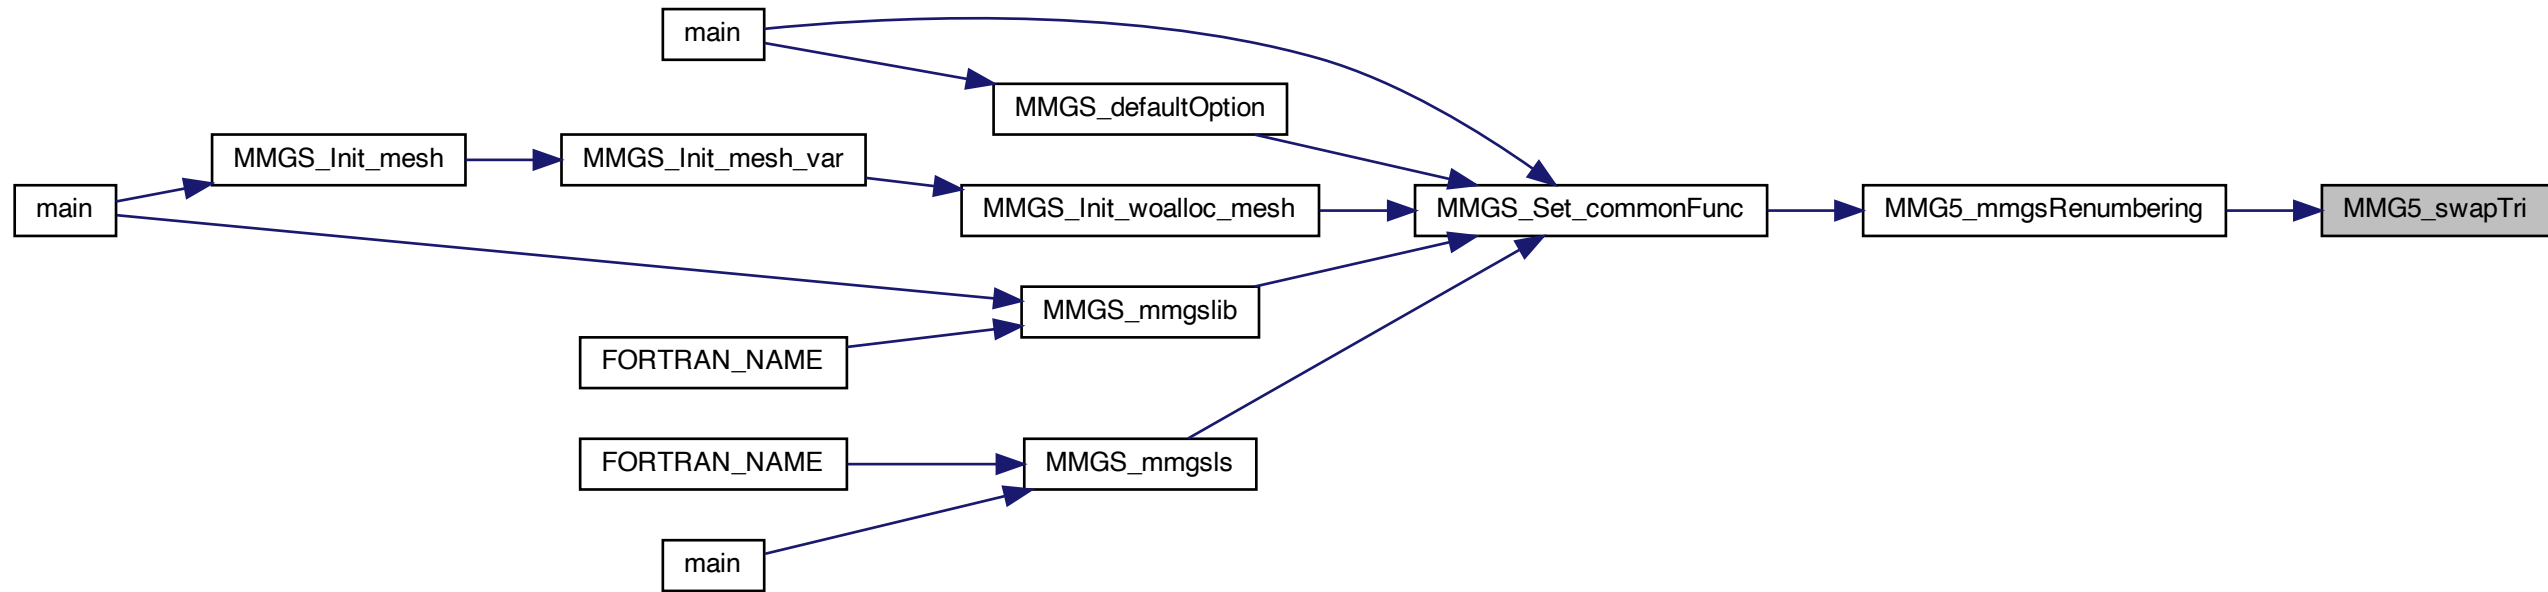 main
MMGS_defaultOption
MMGS_Init_mesh
MMGS_Init_mesh_var
main
MMGS_Init_woalloc_mesh
MMGS_Set_commonFunc
MMG5_mmgsRenumbering
MMG5_swapTri
MMGS_mmgslib
FORTRAN_NAME
FORTRAN_NAME
MMGS_mmgsls
main